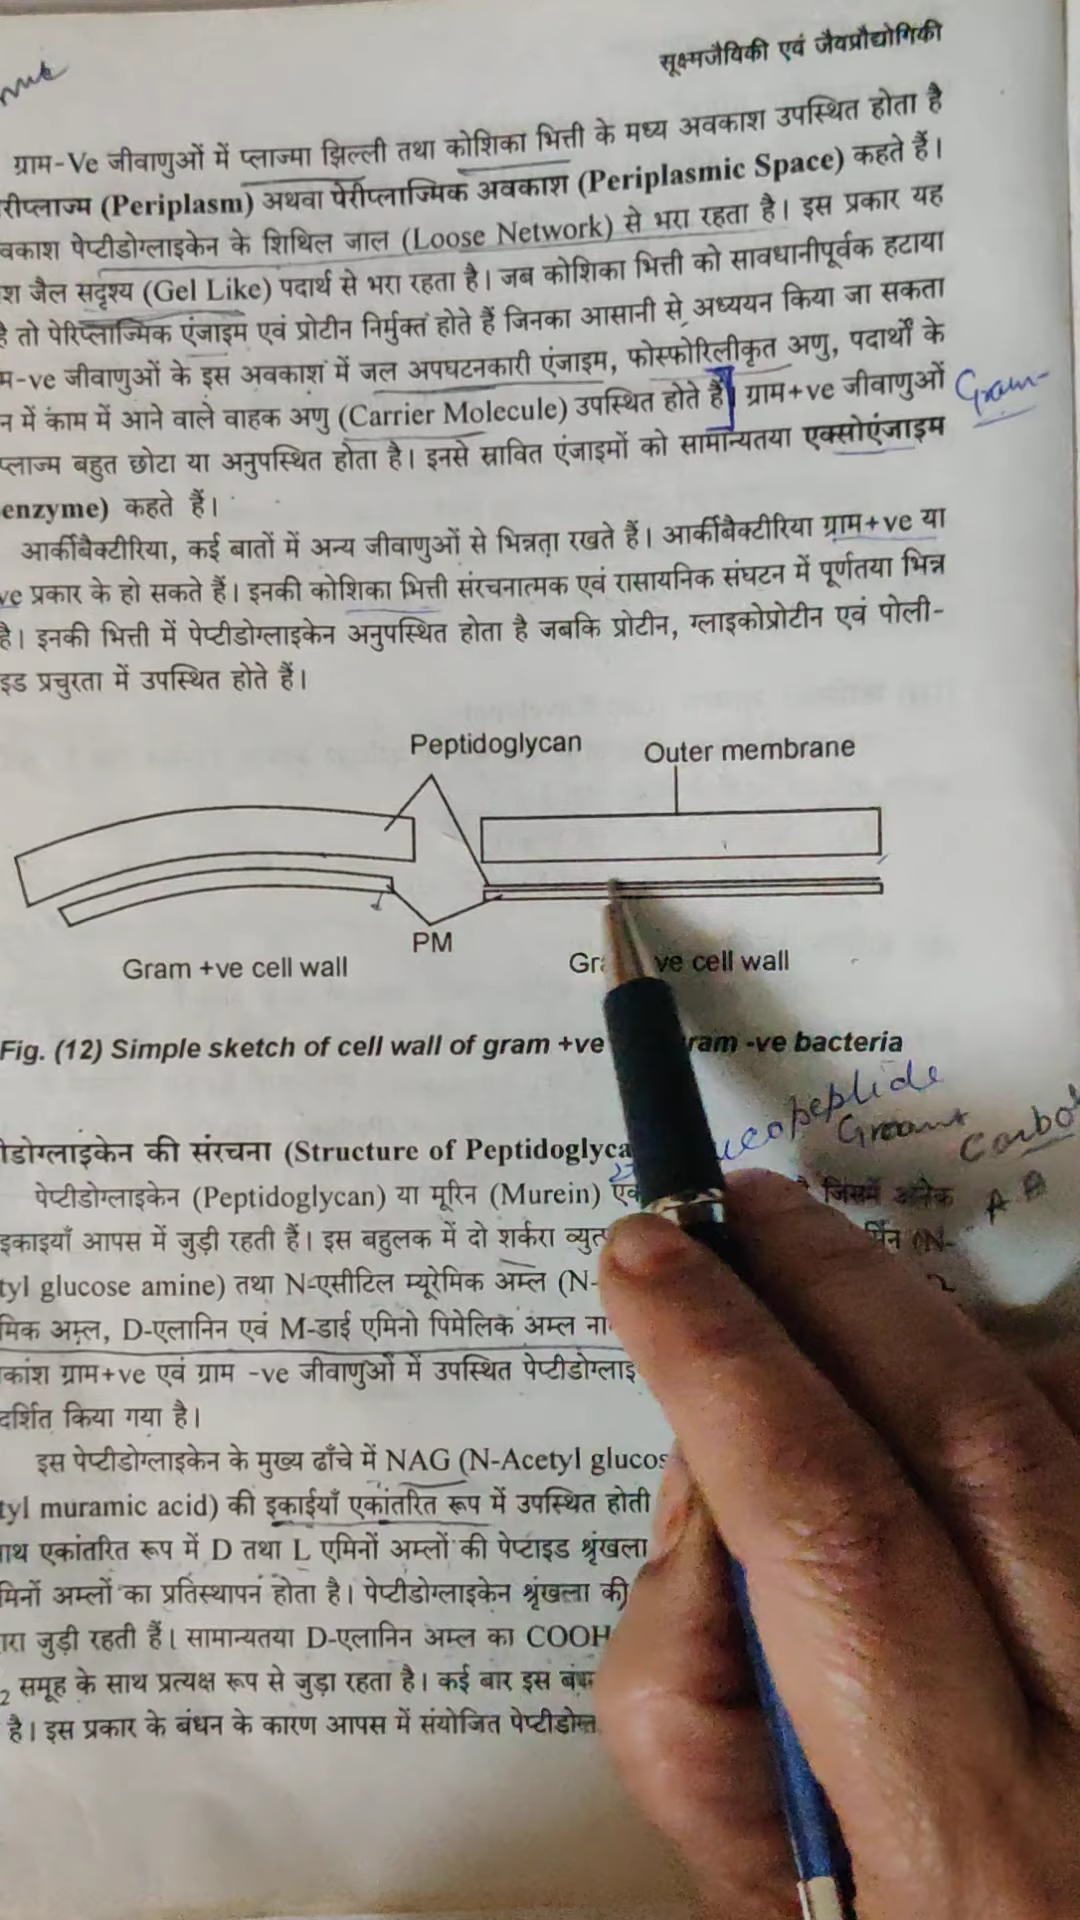 सूक्ष्मजैविकी एवं जैवप्रौद्योगिकी
ग्राम-Ve जीवाणुओं में प्लाज्मा झिल्ली तथा कोशिका भित्ती के मध्य अवकाश उपस्थित होता है
रीप्लाज्म (Periplasm) अथवा पेरीप्लाज्मिक अवकाश (Periplasmic Space) कहते हैं।
वकाश पेप्टीडोग्लाइकेन के शिथिल जाल (Loose Network) से भरा रहता है। इस प्रकार यह
श जैल सदृश्य (Gel Like) पदार्थ से भरा रहता है। जब कोशिका भित्ती को सावधानीपूर्वक हटाया
है तो पेरिप्लाज्मिक एंजाइम एवं प्रोटीन निर्मुक्त होते हैं जिनका आसानी से अध्ययन किया जा सकता
म-ve जीवाणुओं के इस अवकाश में जल अपघटनकारी एंजाइम, फोस्फोरिलीकृत अणु, पदार्थों के
न में काम में आने वाले वाहक अणु (Carrier Molecule) उपस्थित होते हैं। ग्राम+ve जीवाणुओं Gram-
प्लाज्म बहुत छोटा या अनुपस्थित होता है। इनसे स्रावित एंजाइमों को सामान्यतया एक्सोएंजाइम
enzyme) कहते हैं।
आर्कीबैक्टीरिया, कई बातों में अन्य जीवाणुओं से भिन्नता रखते हैं। आर्कीबैक्टीरिया ग्राम+ve या
ve प्रकार के हो सकते हैं। इनकी कोशिका भित्ती संरचनात्मक एवं रासायनिक संघटन में पूर्णतया भिन्न
है। इनकी भित्ती में पेप्टीडोग्लाइकेन अनुपस्थित होता है जबकि प्रोटीन, ग्लाइकोप्रोटीन एवं पोली-
इड प्रचुरता में उपस्थित होते हैं।
Peptidoglycan
Outer membrane
PM
Gram +ve cell wall
Gra ve cell wall
Fig. (12) Simple sketch of cell wall of gram +ve ram -ve bacteria
ucopeptide
Gram+
Carbo
ीडोग्लाइकेन की संरचना (Structure of Peptidoglyca
पेप्टीडोग्लाइकेन (Peptidoglycan) या मूरिन (Murein) एक जिसमें अनेक A A
इकाइयाँ आपस में जुड़ी रहती हैं। इस बहुलक में दो शर्करा व्युत (N-
tyl glucose amine) तथा N-एसीटिल म्यूरेमिक अम्ल (N-
मिक अम्ल, D-एलानिन एवं M-डाई एमिनो पिमेलिक अम्ल ना
कांश ग्राम+ve एवं ग्राम -ve जीवाणुओं में उपस्थित पेप्टीडोग्लाइ
दर्शित किया गया है।
इस पेप्टीडोग्लाइकेन के मुख्य ढाँचे में NAG (N-Acetyl glucos
tyl muramic acid) की इकाईयाँ एकांतरित रूप में उपस्थित होती
ाथ एकांतरित रूप में D तथा L एमिनों अम्लों की पेप्टाइड श्रृंखला
मिनों अम्लों का प्रतिस्थापन होता है। पेप्टीडोग्लाइकेन श्रृंखला की
ारा जुड़ी रहती हैं। सामान्यतया D-एलानिन अम्ल का COOH
2 समूह के साथ प्रत्यक्ष रूप से जुड़ा रहता है। कई बार इस
है। इस प्रकार के बंधन के कारण आपस में संयोजित